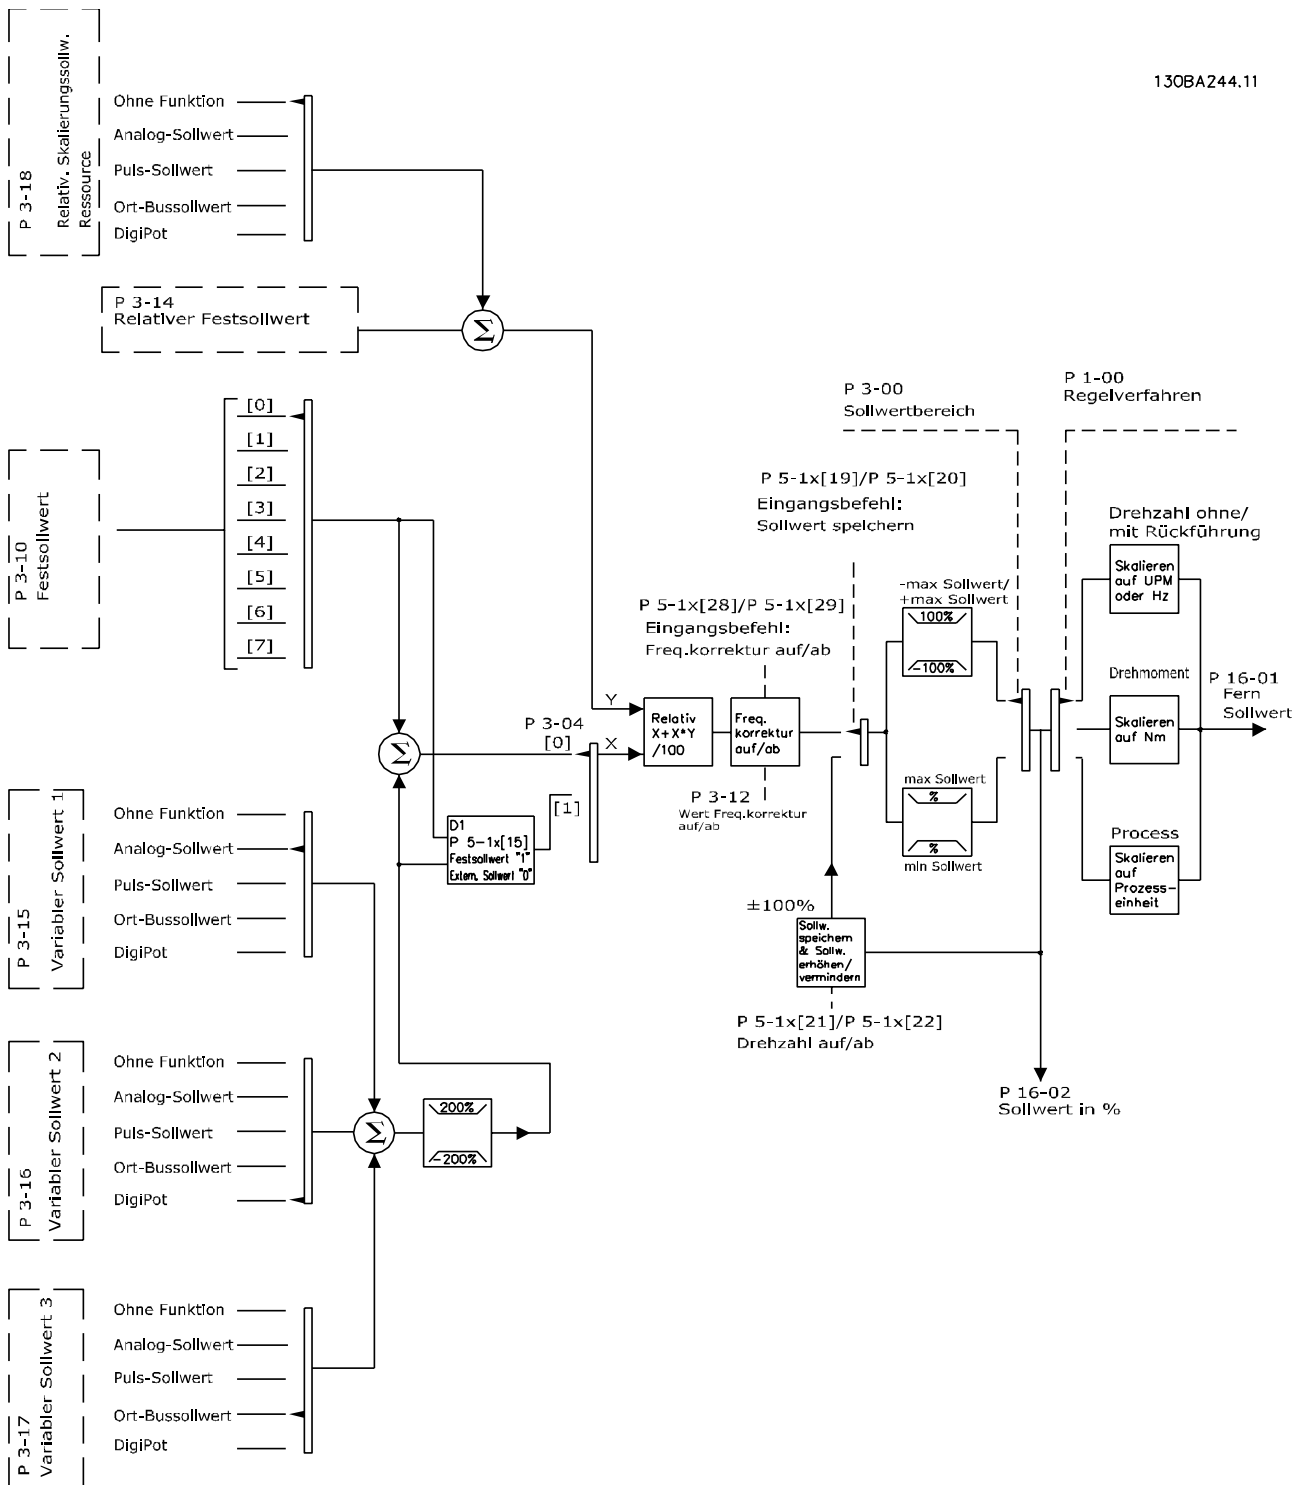 130BA244.11
P 3-18
Relativ. Skalierungssollw.
Ressource
Ohne Funktion
Analog-Sollwert
Puls-Sollwert
Ort-Bussollwert
DigiPot
P 3-14
Relativer Festsollwert
Σ
P 3-10
Festsollwert
[0]
[1]
[2]
[3]
[4]
[5]
[6]
[7]
P 3-15
Variabler Sollwert 1
Ohne Funktion
Analog-Sollwert
Puls-Sollwert
Ort-Bussollwert
DigiPot
P 3-16
Variabler Sollwert 2
Ohne Funktion
Analog-Sollwert
Puls-Sollwert
Ort-Bussollwert
DigiPot
P 3-17
Variabler Sollwert 3
Ohne Funktion
Analog-Sollwert
Puls-Sollwert
Ort-Bussollwert
DigiPot
Σ
200%
-200%
Σ
D1
P 5-1x[15]
Festsollwert "1"
Extern. Sollwert "0"
P 3-04
[0]
[1]
Y
X
Relativ
X+X*Y
/100
P 5-1x[28]/P 5-1x[29]
Eingangsbefehl:
Freq.korrektur auf/ab
Freq.
korrektur
auf/ab
P 3-12
Wert Freq.korrektur
auf/ab
P 5-1x[19]/P 5-1x[20]
Eingangsbefehl:
Sollwert speichern
P 3-00
Sollwertbereich
-max Sollwert/
+max Sollwert
100%
-100%
max Sollwert
%
%
min Sollwert
±100%
Sollw.
speichern
& Sollw.
erhöhen/
vermindern
P 5-1x[21]/P 5-1x[22]
Drehzahl auf/ab
P 16-02
Sollwert in %
P 1-00
Regelverfahren
Drehzahl ohne/
mit Rückführung
Skalieren
auf UPM
oder Hz
Drehmoment
Skalieren
auf Nm
Process
Skalieren
auf
Prozess-
einheit
P 16-01
Fern
Sollwert